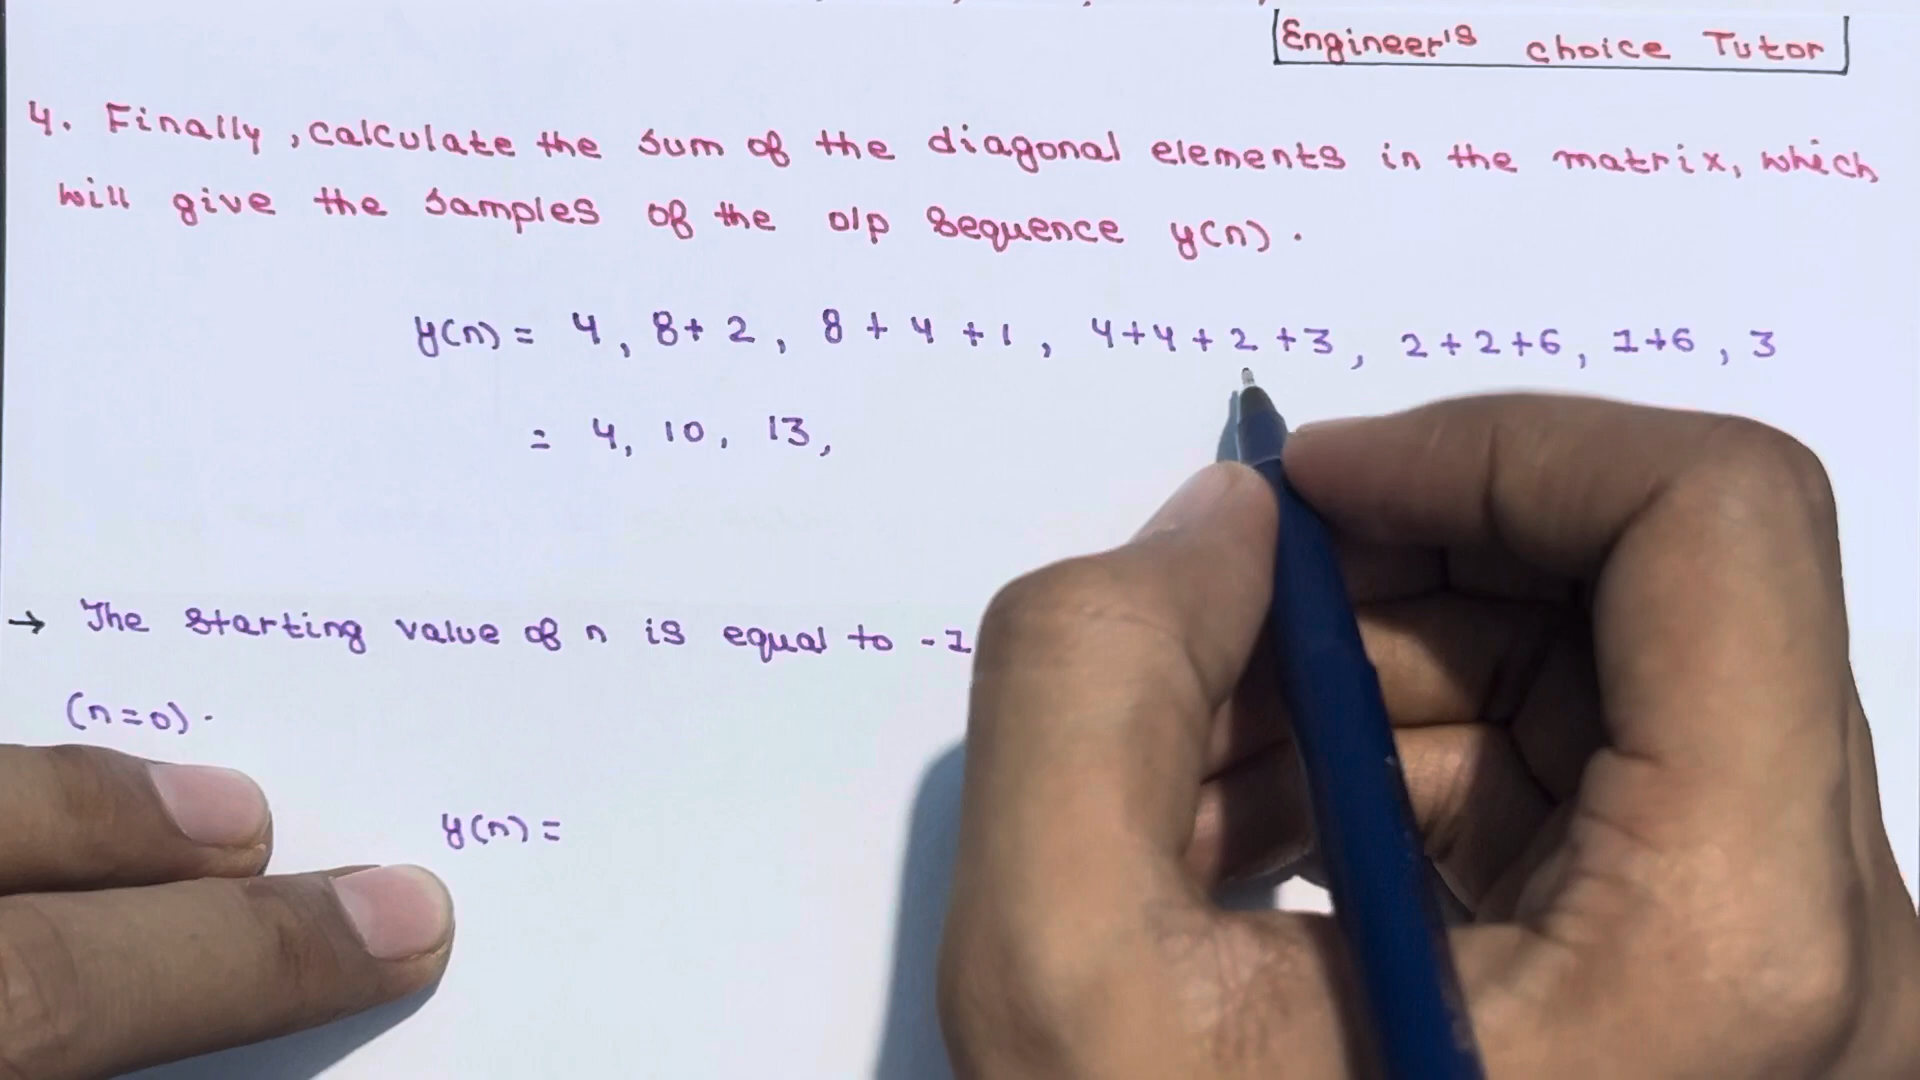 Engineer's choice Tutor
4. Finally, calculate the sum of the diagonal elements in the matrix, which
will give the samples of the o/p sequence y(n).
y(n) = 4, 8+2, 8+4+1, 4+4+2+3, 2+2+6, 1+6, 3
= 4, 10, 13,
→ The starting value of n is equal to -1
(n=0).
y(n) =